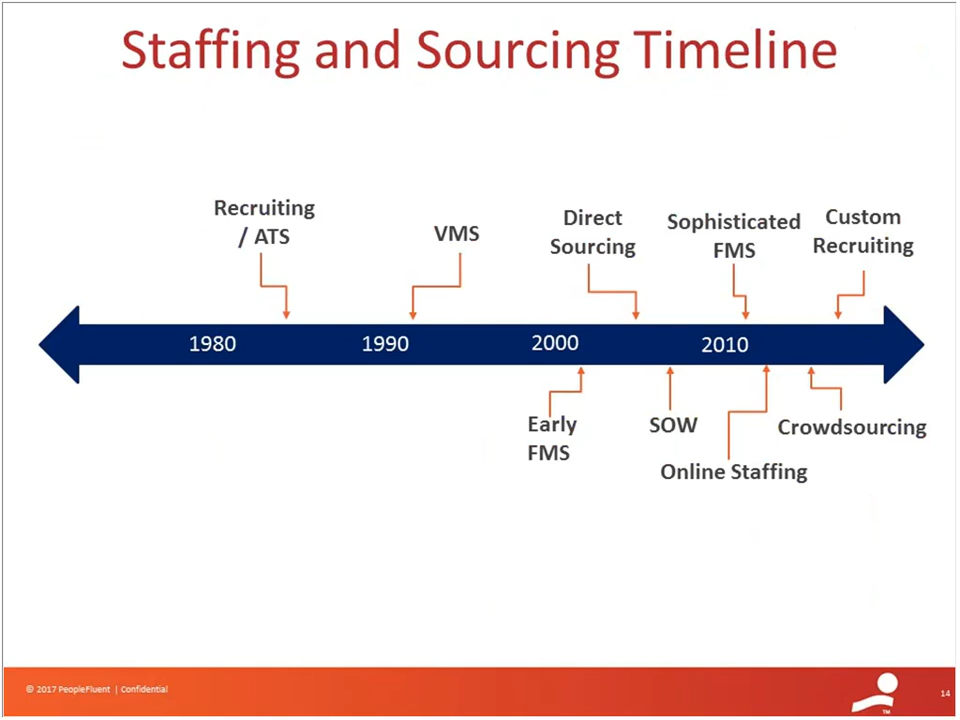 Staffing and Sourcing Timeline
Recruiting
/ ATS
VMS
Direct
Sourcing
Sophisticated
FMS
Custom
Recruiting
1980
1990
2000
2010
Early
FMS
SOW
Online Staffing
Crowdsourcing
© 2017 PeopleFluent | Confidential
TM
14